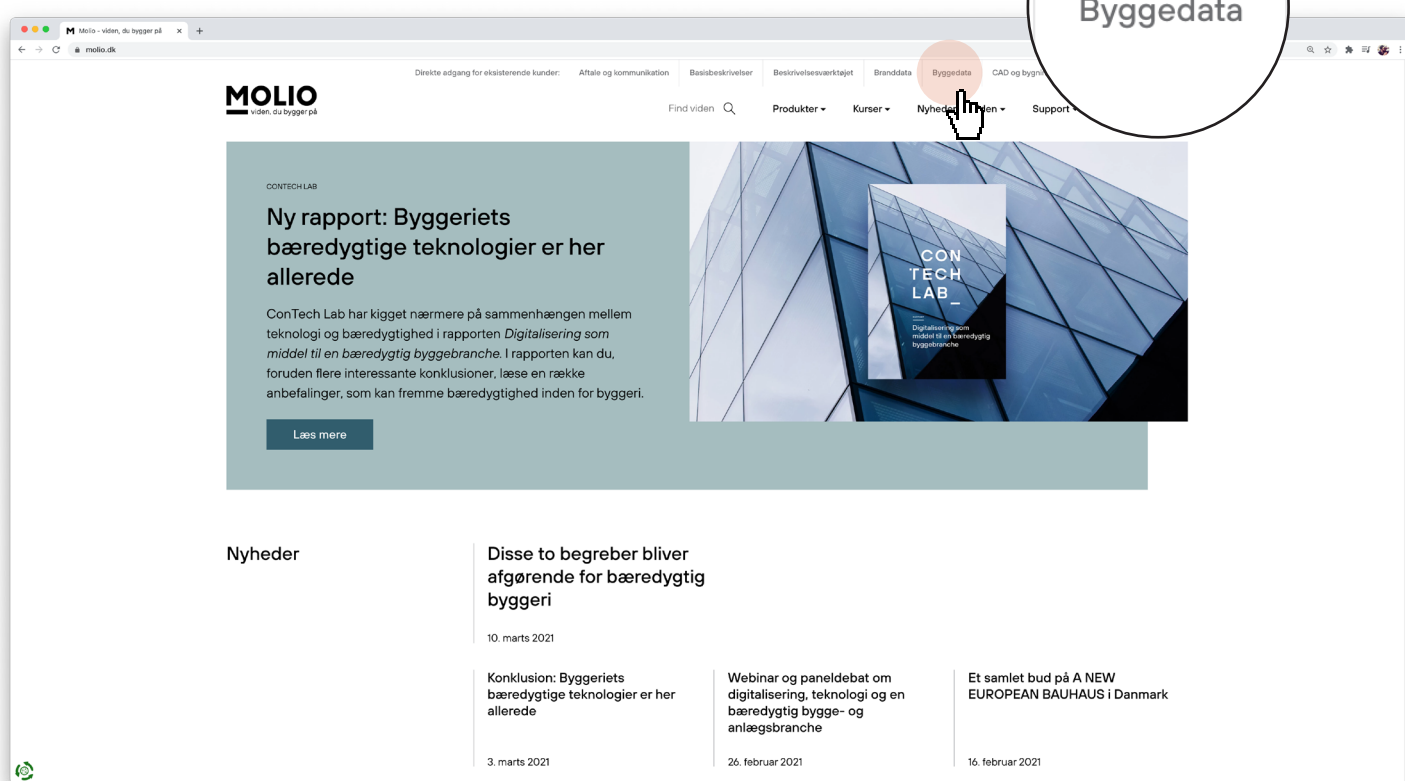 Byggedata
Molio - viden, du bygger på
molio.dk
Direkte adgang for eksisterende kunder: Aftale og kommunikation Basisbeskrivelser Beskrivelsesværktøjet Branddata Byggedata CAD og
MOLIO
viden, du bygger på
Find viden Produkter Kurser Nyheder Support
CONTECH LAB
Ny rapport: Byggeriets
bæredygtige teknologier er her
allerede
ConTech Lab har kigget nærmere på sammenhængen mellem
teknologi og bæredygtighed i rapporten Digitalisering som
middel til en bæredygtig byggebranche. I rapporten kan du,
foruden flere interessante konklusioner, læse en række
anbefalinger, som kan fremme bæredygtighed inden for byggeri.
Læs mere
CON
TECH
LAB_
Digitalisering som
middel til en bæredygtig
byggebranche
Nyheder
Disse to begreber bliver
afgørende for bæredygtig
byggeri
10. marts 2021
Konklusion: Byggeriets
bæredygtige teknologier er her
allerede
3. marts 2021
Webinar og paneldebat om
digitalisering, teknologi og en
bæredygtig bygge- og
anlægsbranche
26. februar 2021
Et samlet bud på A NEW
EUROPEAN BAUHAUS i Danmark
16. februar 2021